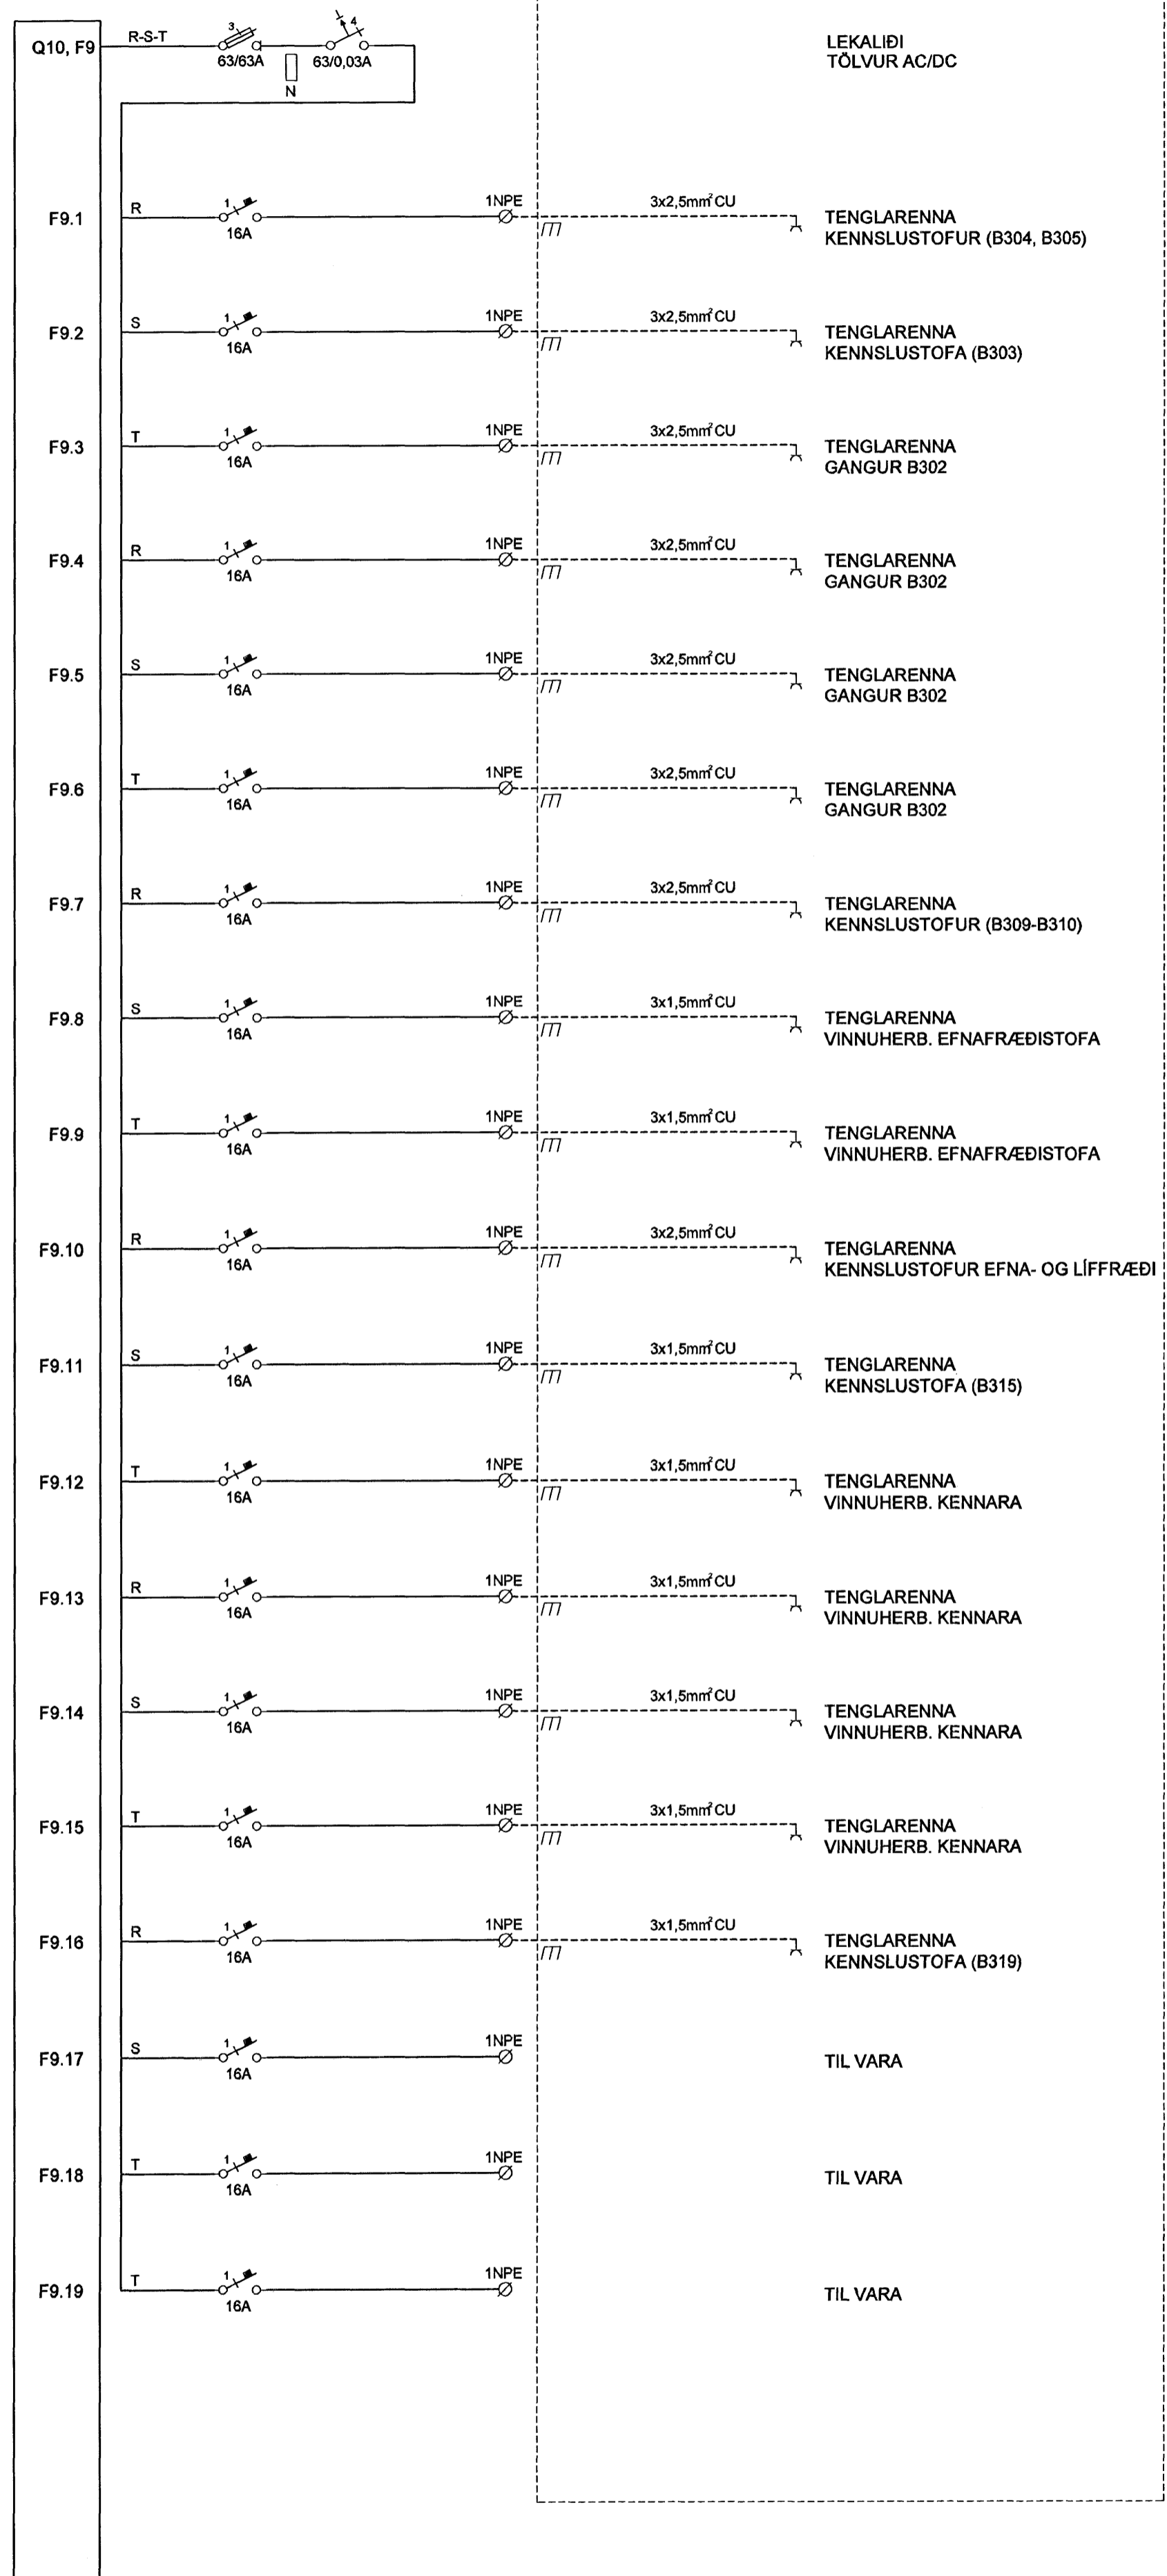 Q10, F9 R-S-T 3 63/63A N 4 63/0,03A LEKALIÐI
TÖLVUR AC/DC
F9.1 R 1 16A 1NPE 3x2,5mm² CU TENGLARENNA
KENNSLUSTOFUR (B304, B305)
F9.2 S 1 16A 1NPE 3x2,5mm² CU TENGLARENNA
KENNSLUSTOFA (B303)
F9.3 T 1 16A 1NPE 3x2,5mm² CU TENGLARENNA
GANGUR B302
F9.4 R 1 16A 1NPE 3x2,5mm² CU TENGLARENNA
GANGUR B302
F9.5 S 1 16A 1NPE 3x2,5mm² CU TENGLARENNA
GANGUR B302
F9.6 T 1 16A 1NPE 3x2,5mm² CU TENGLARENNA
GANGUR B302
F9.7 R 1 16A 1NPE 3x2,5mm² CU TENGLARENNA
KENNSLUSTOFUR (B309-B310)
F9.8 S 1 16A 1NPE 3x1,5mm² CU TENGLARENNA
VINNUHERB. EFNAFRÆÐISTOFA
F9.9 T 1 16A 1NPE 3x1,5mm² CU TENGLARENNA
VINNUHERB. EFNAFRÆÐISTOFA
F9.10 R 1 16A 1NPE 3x2,5mm² CU TENGLARENNA
KENNSLUSTOFUR EFNA- OG LÍFFRÆÐI
F9.11 S 1 16A 1NPE 3x1,5mm² CU TENGLARENNA
KENNSLUSTOFA (B315)
F9.12 T 1 16A 1NPE 3x1,5mm² CU TENGLARENNA
VINNUHERB. KENNARA
F9.13 R 1 16A 1NPE 3x1,5mm² CU TENGLARENNA
VINNUHERB. KENNARA
F9.14 S 1 16A 1NPE 3x1,5mm² CU TENGLARENNA
VINNUHERB. KENNARA
F9.15 T 1 16A 1NPE 3x1,5mm² CU TENGLARENNA
VINNUHERB. KENNARA
F9.16 R 1 16A 1NPE 3x1,5mm² CU TENGLARENNA
KENNSLUSTOFA (B319)
F9.17 S 1 16A 1NPE TIL VARA
F9.18 T 1 16A 1NPE TIL VARA
F9.19 T 1 16A 1NPE TIL VARA